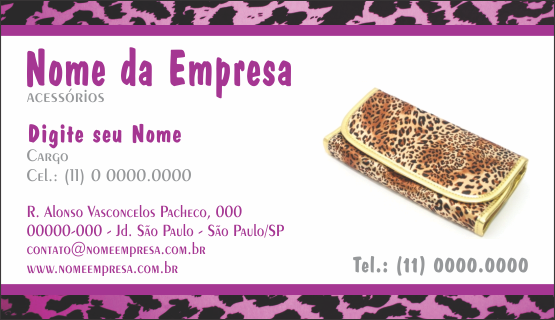 Nome da Empresa
ACESSÓRIOS
Digite seu Nome
Cargo
Cel.: (11) 0 0000.0000
R. Alonso Vasconcelos Pacheco, 000
00000-000 - Jd. São Paulo - São Paulo/SP
contato@nomeempresa.com.br
www.nomeempresa.com.br
Tel.: (11) 0000.0000